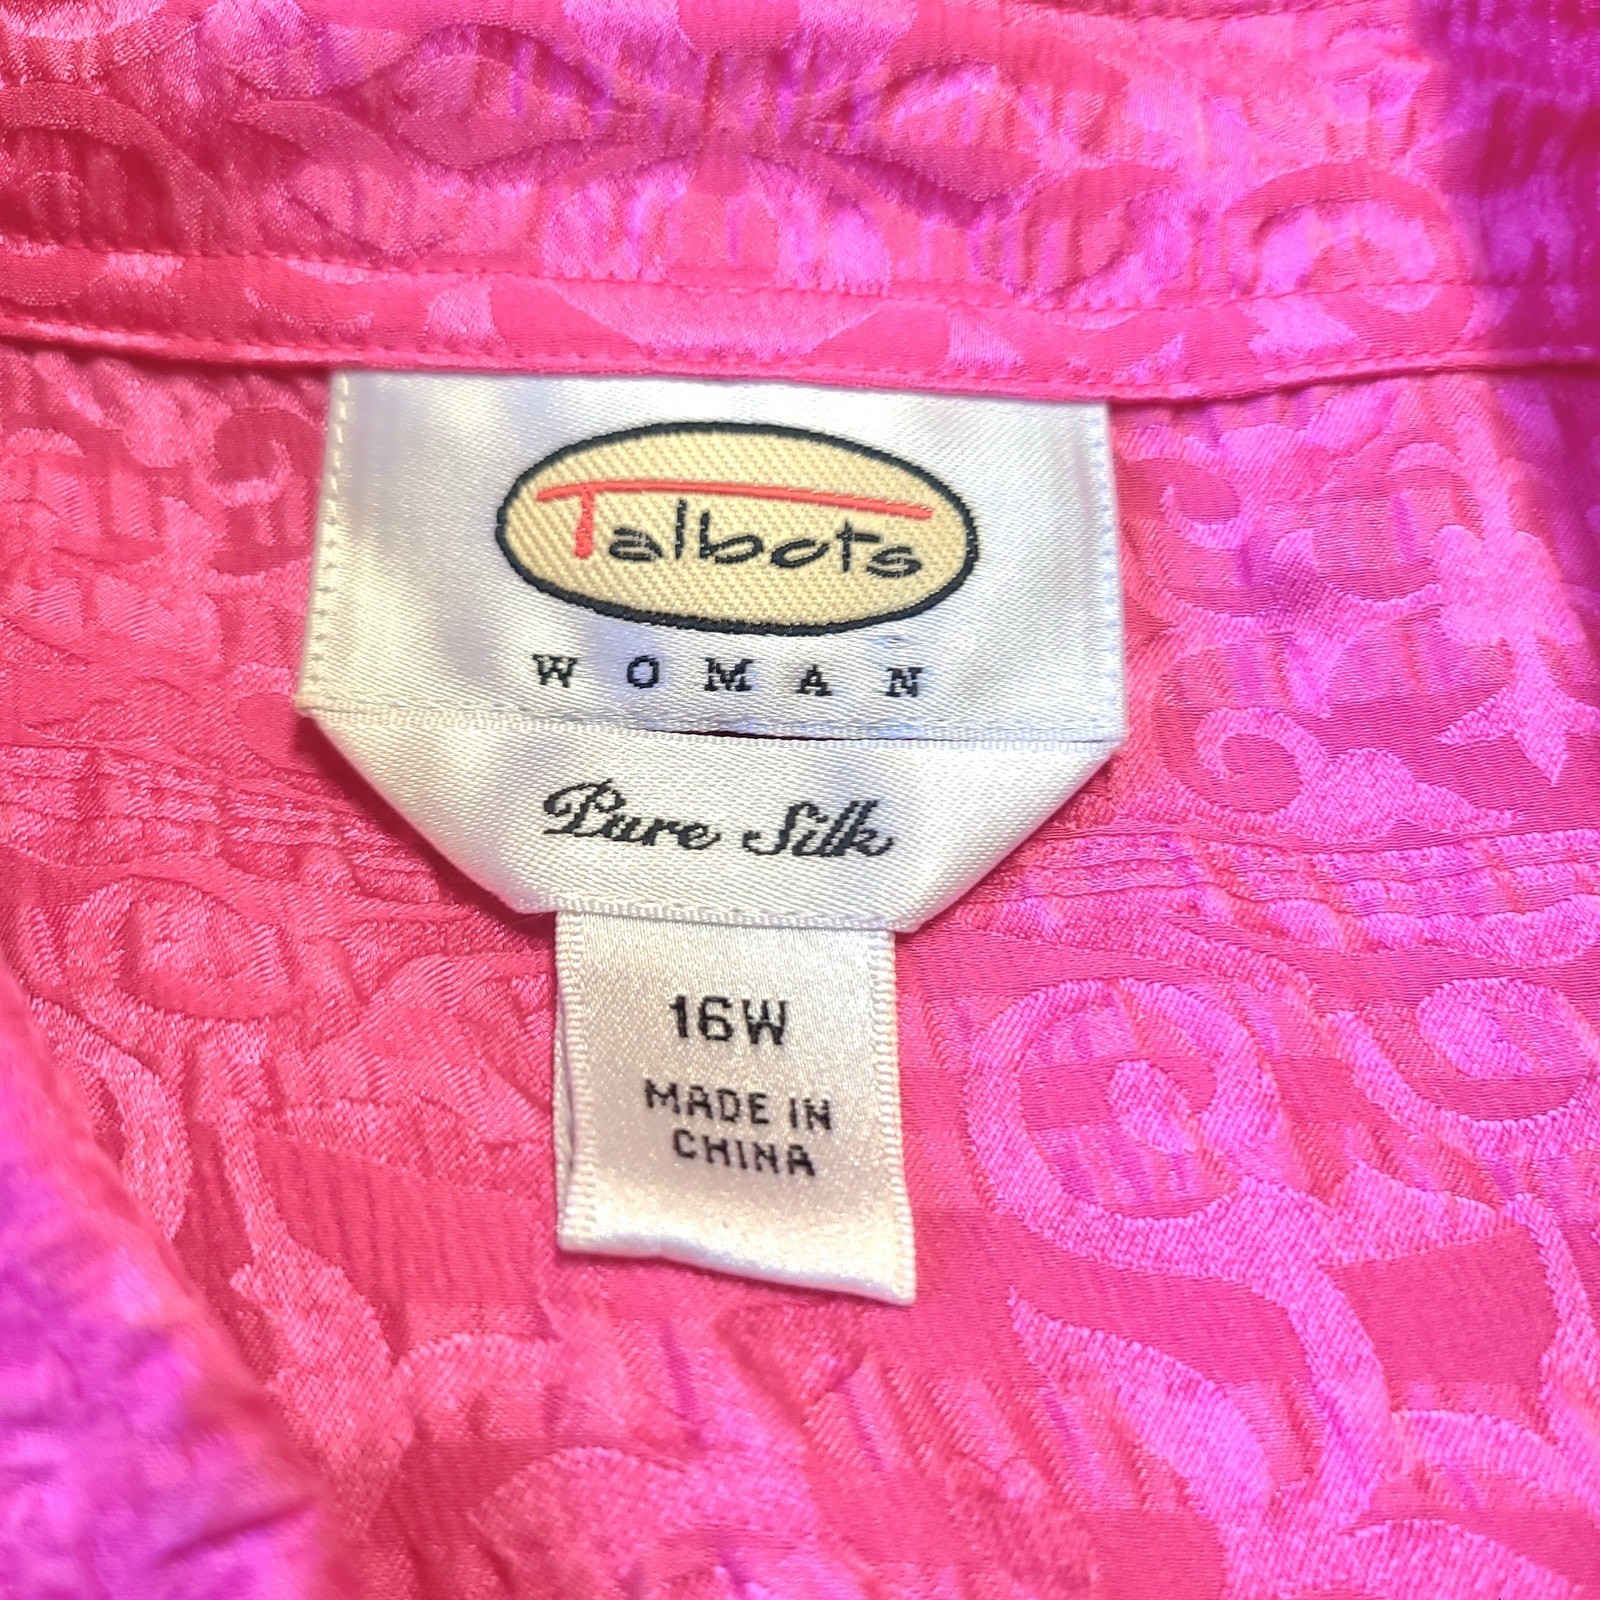 Talbots
WOMAN
Pure Silk
16W
MADE IN
CHINA